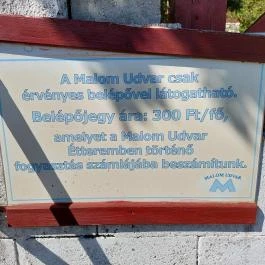 A Malom Udvar csak
érvényes belépővel látogatható.
Belépőjegy ára: 300 Ft/fő,
amelyet a Malom Udvar
Étteremben történő
fogyasztás számlájába beszámítunk.
MALOM UDVAR